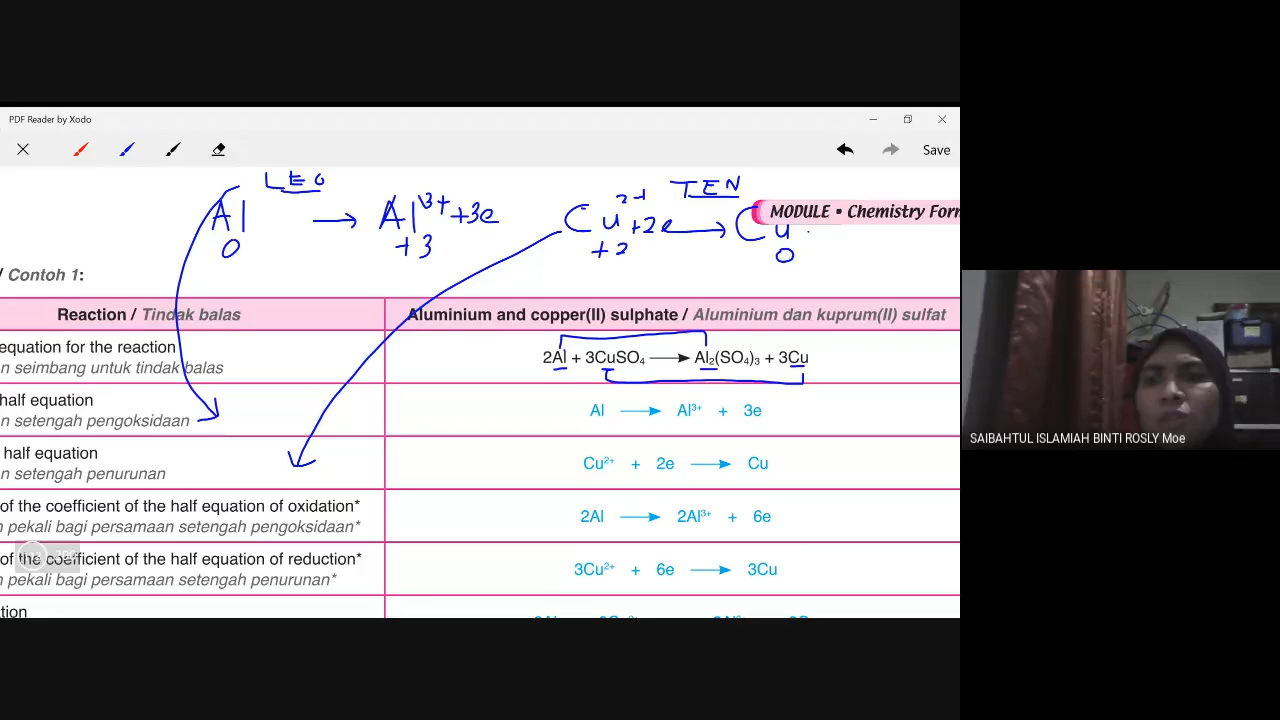 PDF Reader by Xodo
Save
LEO
TEN
Al → Al³⁺ + 3e
0 +3
Cu²⁺ + 2e → Cu
+2 0
MODULE • Chemistry Form
/ Contoh 1:
Reaction / Tindak balas
Aluminium and copper(II) sulphate / Aluminium dan kuprum(II) sulfat
equation for the reaction
n seimbang untuk tindak balas
2Al + 3CuSO₄ → Al₂(SO₄)₃ + 3Cu
half equation
n setengah pengoksidaan
Al → Al³⁺ + 3e
half equation
n setengah penurunan
Cu²⁺ + 2e → Cu
of the coefficient of the half equation of oxidation*
n pekali bagi persamaan setengah pengoksidaan*
2Al → 2Al³⁺ + 6e
of the coefficient of the half equation of reduction*
n pekali bagi persamaan setengah penurunan*
3Cu²⁺ + 6e → 3Cu
tion
SAIBAHTUL ISLAMIAH BINTI ROSLY Moe